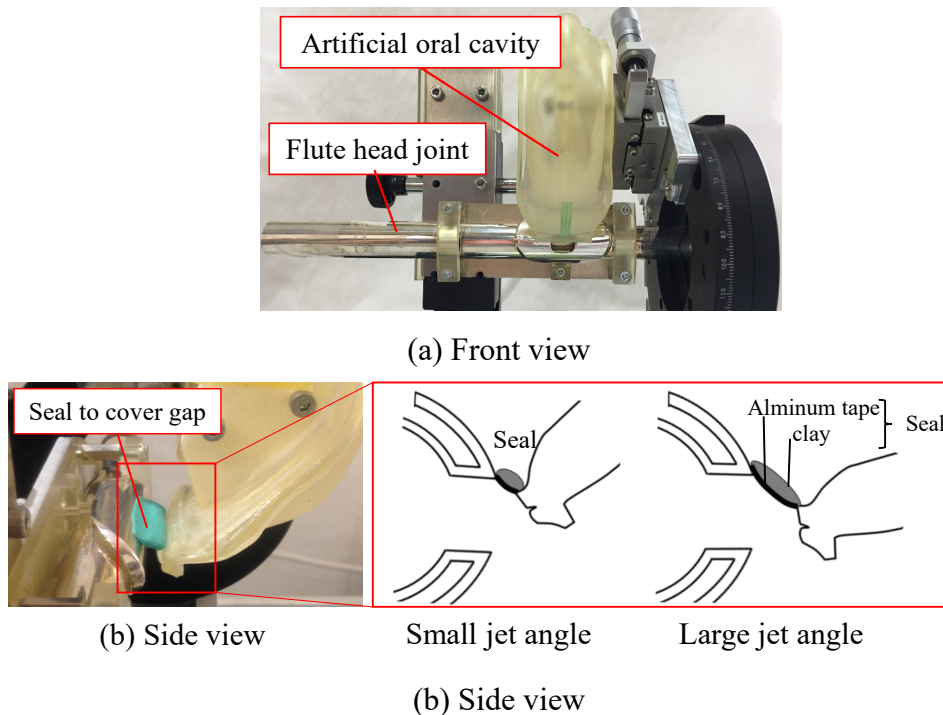 Artificial oral cavity
Flute head joint
(a) Front view
Seal to cover gap
Seal
Alminum tape
clay
Seal
(b) Side view
Small jet angle
Large jet angle
(b) Side view